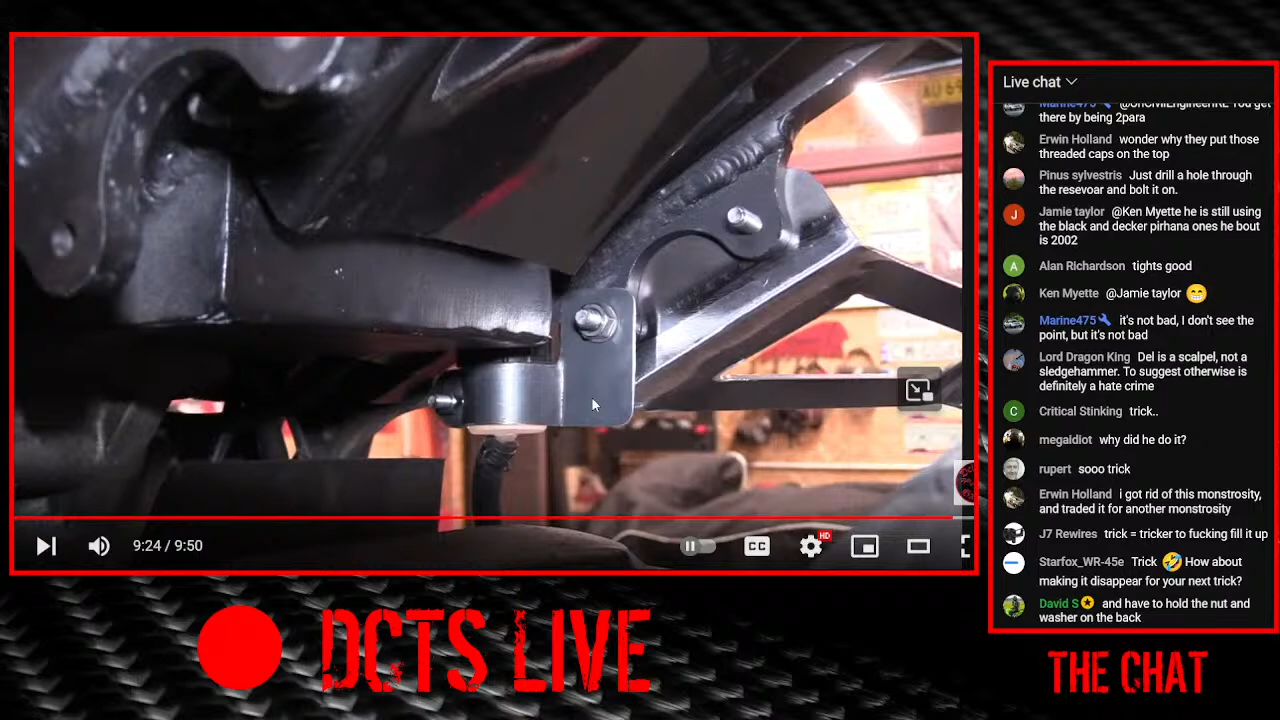 AU 69
9:24 / 9:50
CC
HD
DCTS LIVE
Live chat
Marine475 @UnCivilEngineerRE You get
there by being 2para
Erwin Holland wonder why they put those
threaded caps on the top
Pinus sylvestris Just drill a hole through
the resevoar and bolt it on.
J
Jamie taylor @Ken Myette he is still using
the black and decker pirhana ones he bout
is 2002
A
Alan Richardson tights good
Ken Myette @Jamie taylor 😁
Marine475 it's not bad, I don't see the
point, but it's not bad
Lord Dragon King Del is a scalpel, not a
sledgehammer. To suggest otherwise is
definitely a hate crime
C
Critical Stinking trick..
megaidiot why did he do it?
rupert sooo trick
Erwin Holland i got rid of this monstrosity,
and traded it for another monstrosity
J7 Rewires trick = tricker to fucking fill it up
Starfox_WR-45e Trick 🤣 How about
making it disappear for your next trick?
David S and have to hold the nut and
washer on the back
THE CHAT